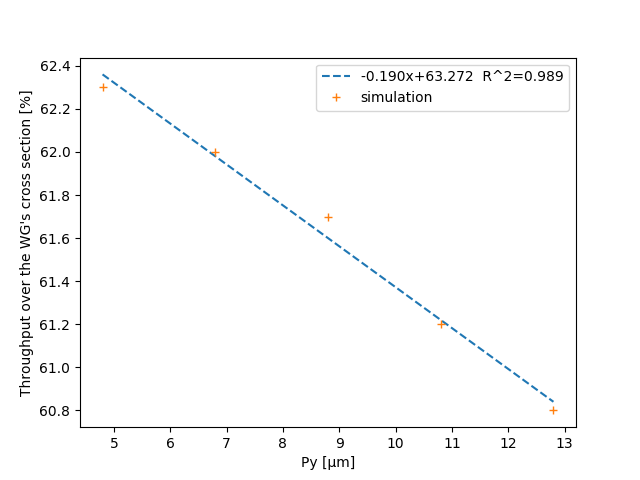 -0.190x+63.272  R^2=0.989
simulation
Throughput over the WG's cross section [%]
62.4
62.2
62.0
61.8
61.6
61.4
61.2
61.0
60.8
5 6 7 8 9 10 11 12 13
Py [μm]